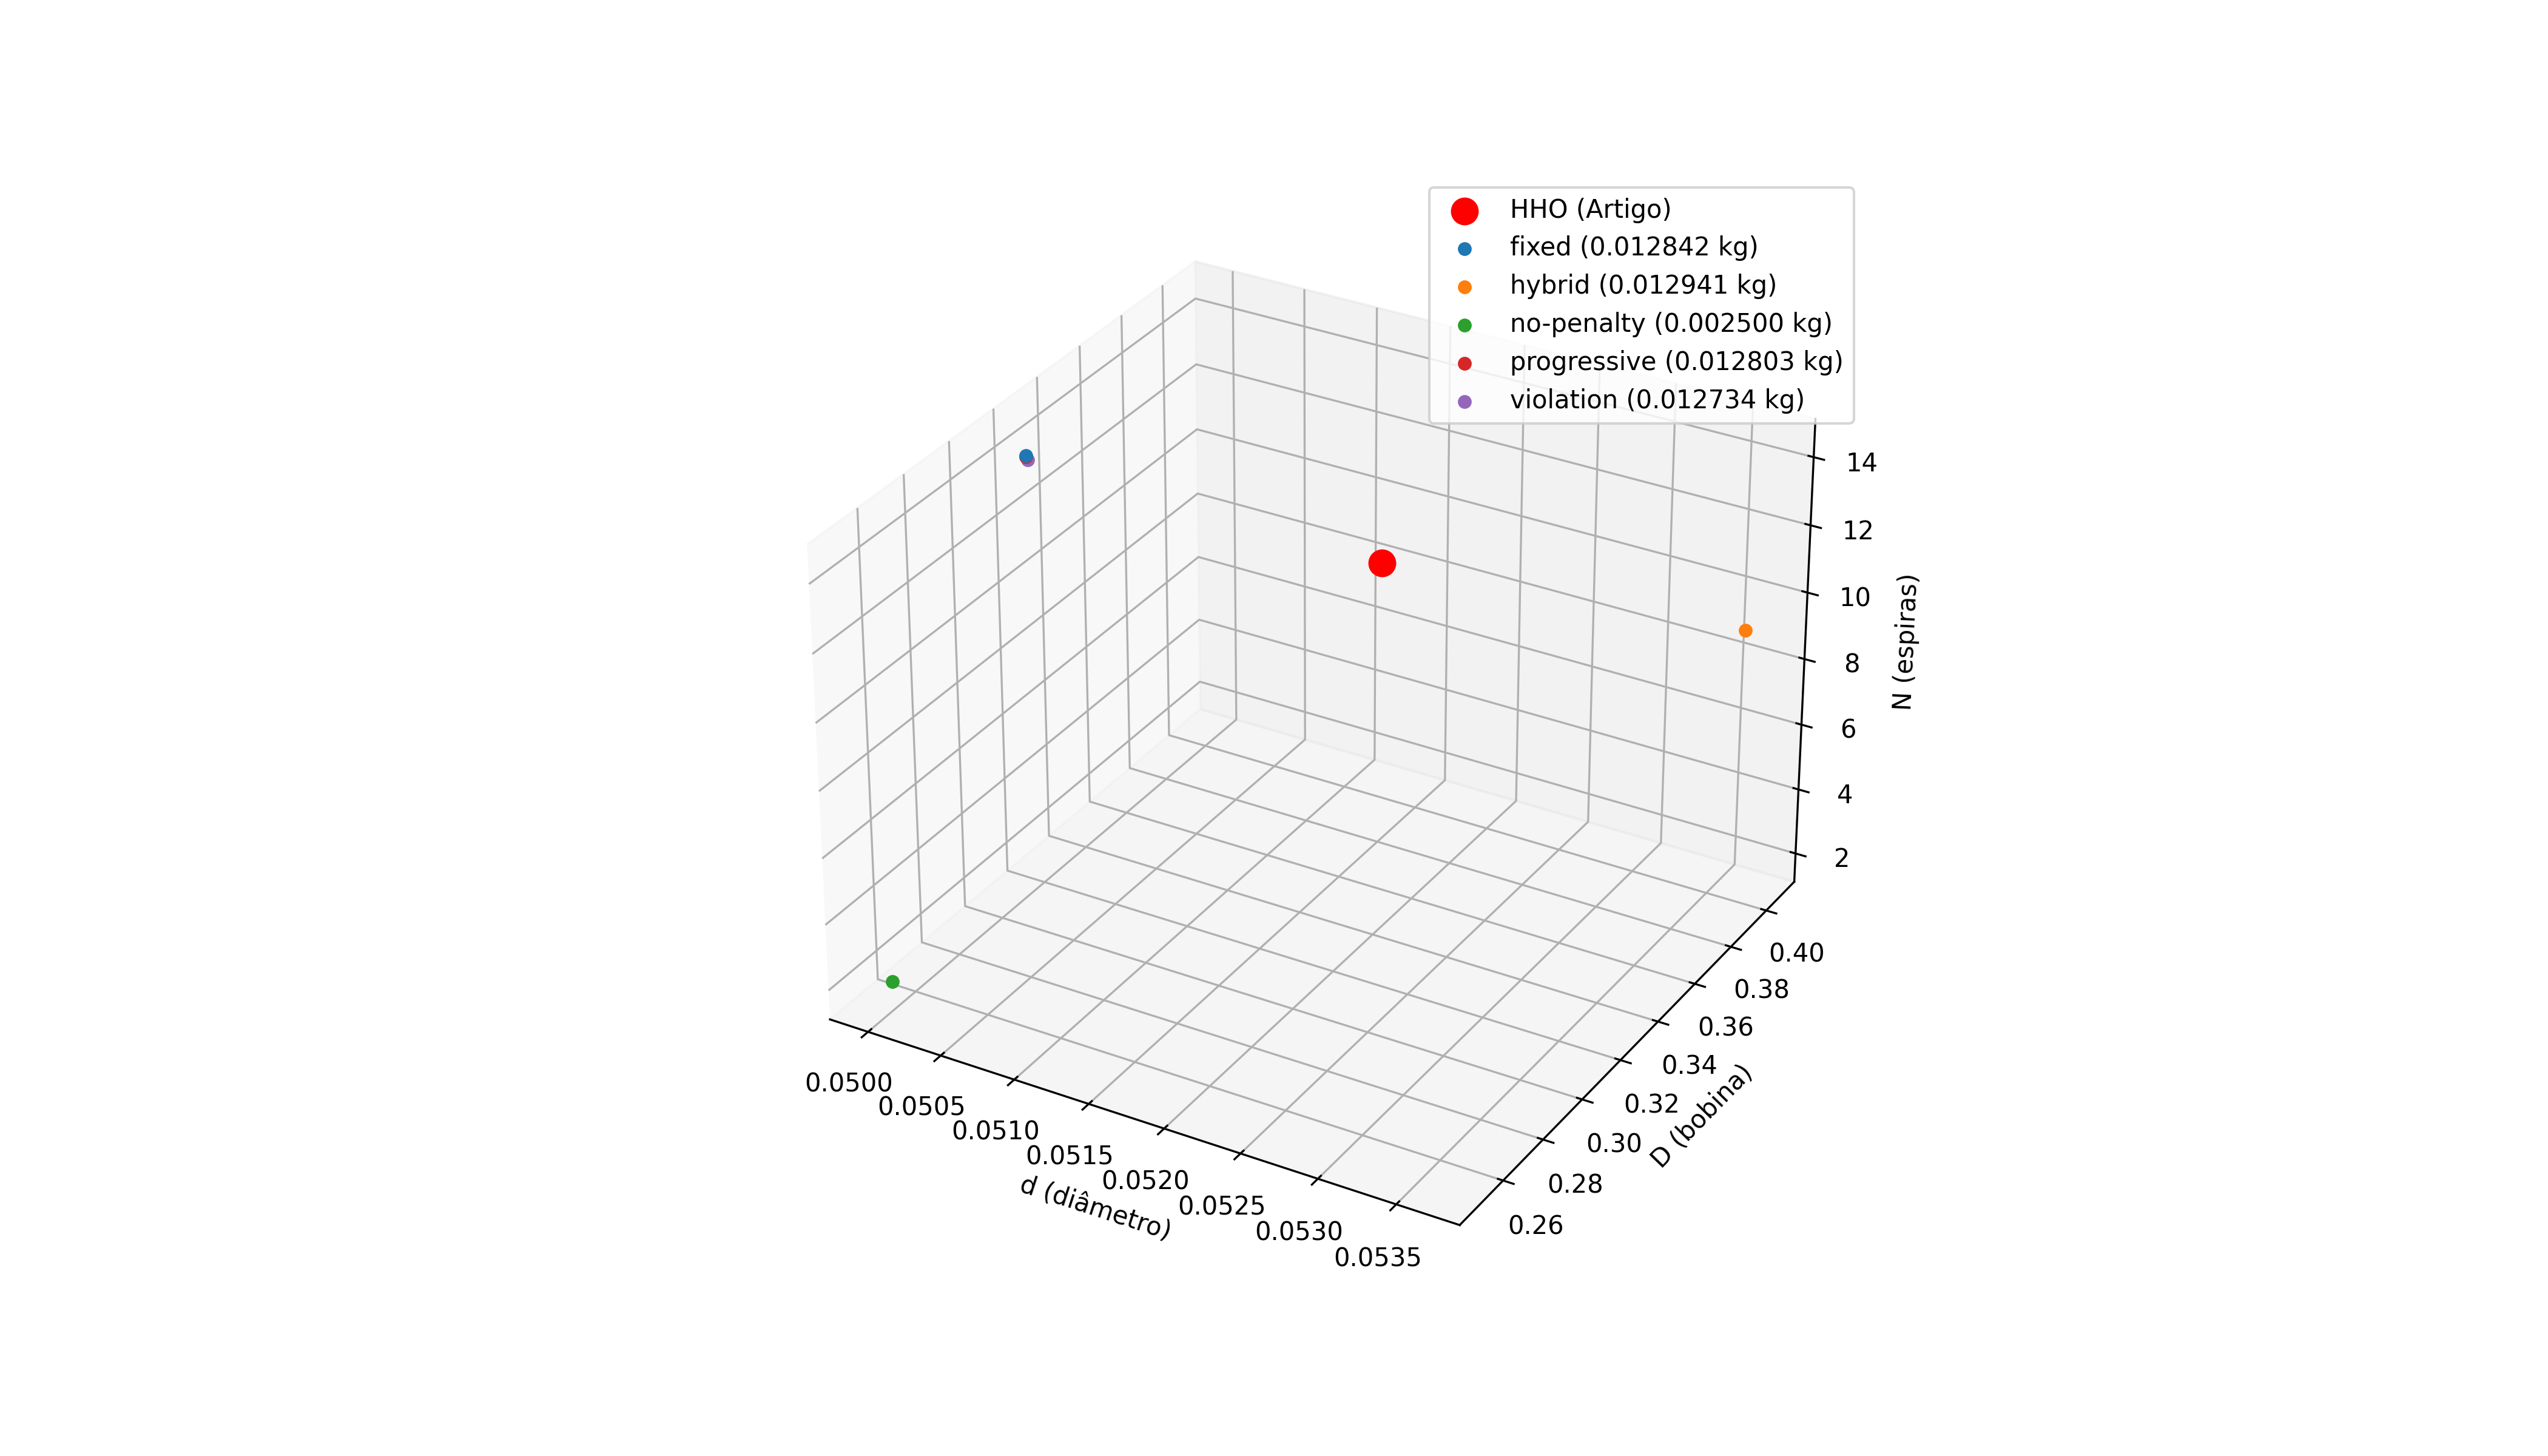 HHO (Artigo)
fixed (0.012842 kg)
hybrid (0.012941 kg)
no-penalty (0.002500 kg)
progressive (0.012803 kg)
violation (0.012734 kg)
14
12
10
8
6
4
2
N (espiras)
0.40
0.38
0.36
0.34
0.32
0.30
0.28
0.26
D (bobina)
0.0500
0.0505
0.0510
0.0515
0.0520
0.0525
0.0530
0.0535
d (diâmetro)